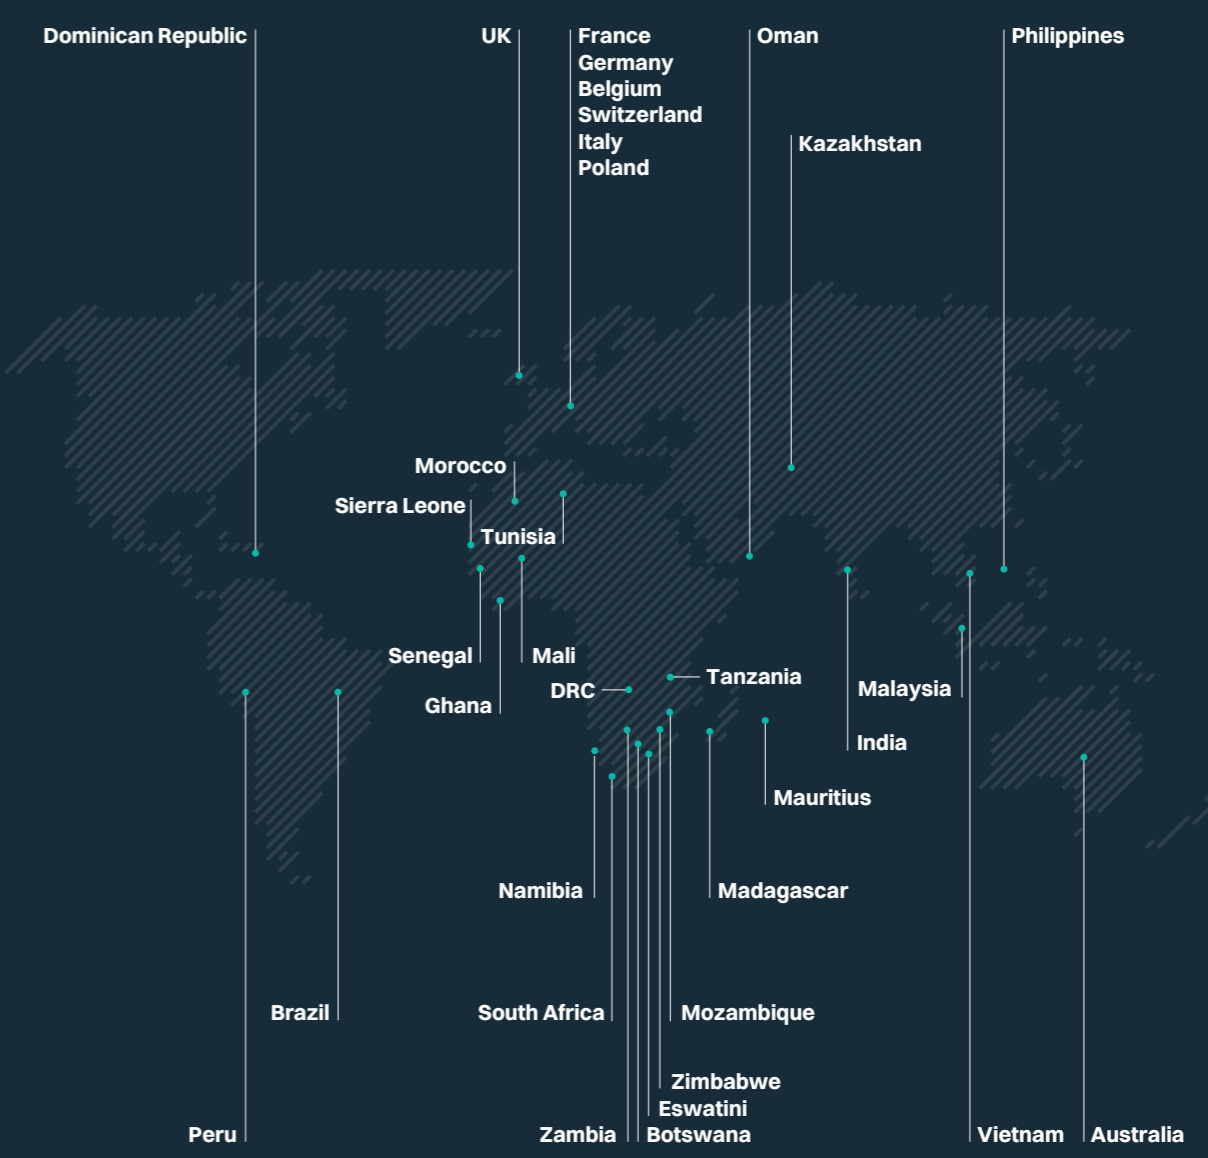 Dominican Republic
UK
France
Germany
Belgium
Switzerland
Italy
Poland
Oman
Philippines
Kazakhstan
Morocco
Sierra Leone
Tunisia
Senegal
Mali
Ghana
DRC
Tanzania
Malaysia
India
Mauritius
Namibia
Madagascar
Brazil
South Africa
Mozambique
Zimbabwe
Eswatini
Peru
Zambia
Botswana
Vietnam
Australia